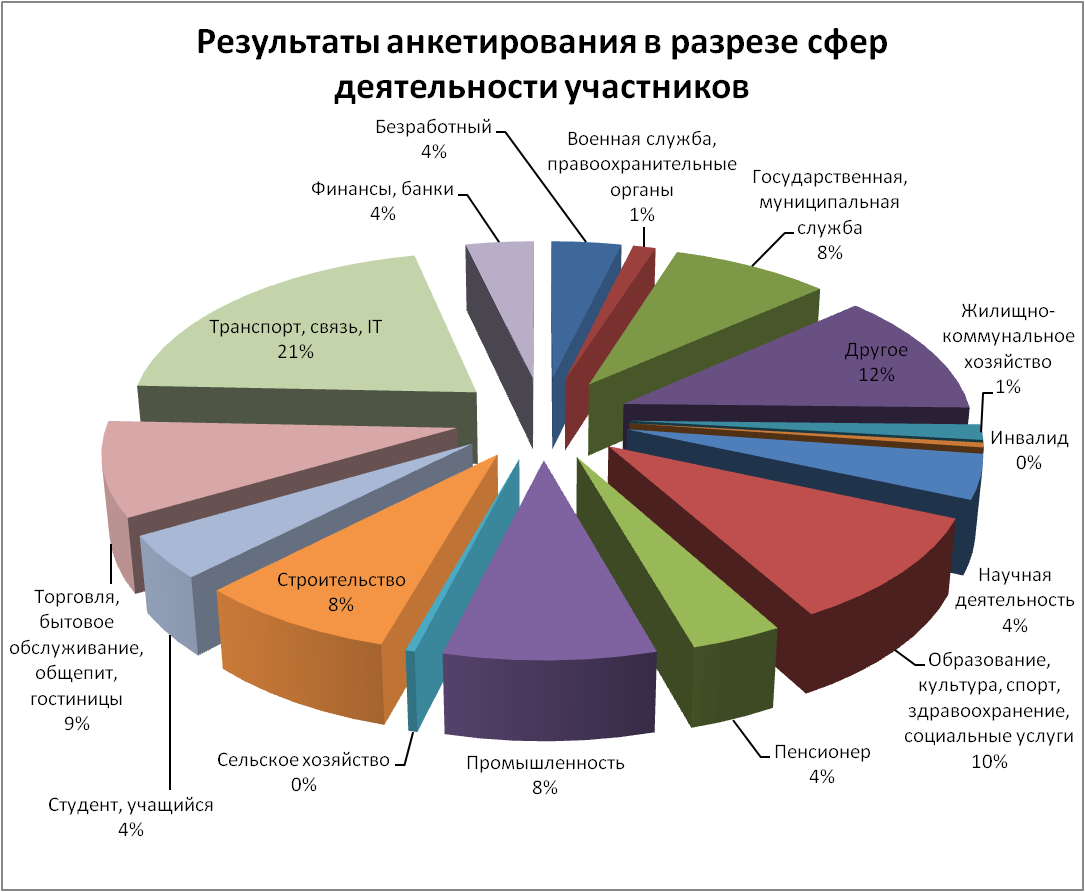 Результаты анкетирования в разрезе сфер
деятельности участников
Безработный
4%
Военная служба,
правоохранительные
органы
1%
Государственная,
муниципальная
служба
8%
Другое
12%
Жилищно-
коммунальное
хозяйство
1%
Инвалид
0%
Научная
деятельность
4%
Образование,
культура, спорт,
здравоохранение,
социальные услуги
10%
Пенсионер
4%
Промышленность
8%
Сельское хозяйство
0%
Строительство
8%
Студент, учащийся
4%
Торговля,
бытовое
обслуживание,
общепит,
гостиницы
9%
Транспорт, связь, IT
21%
Финансы, банки
4%